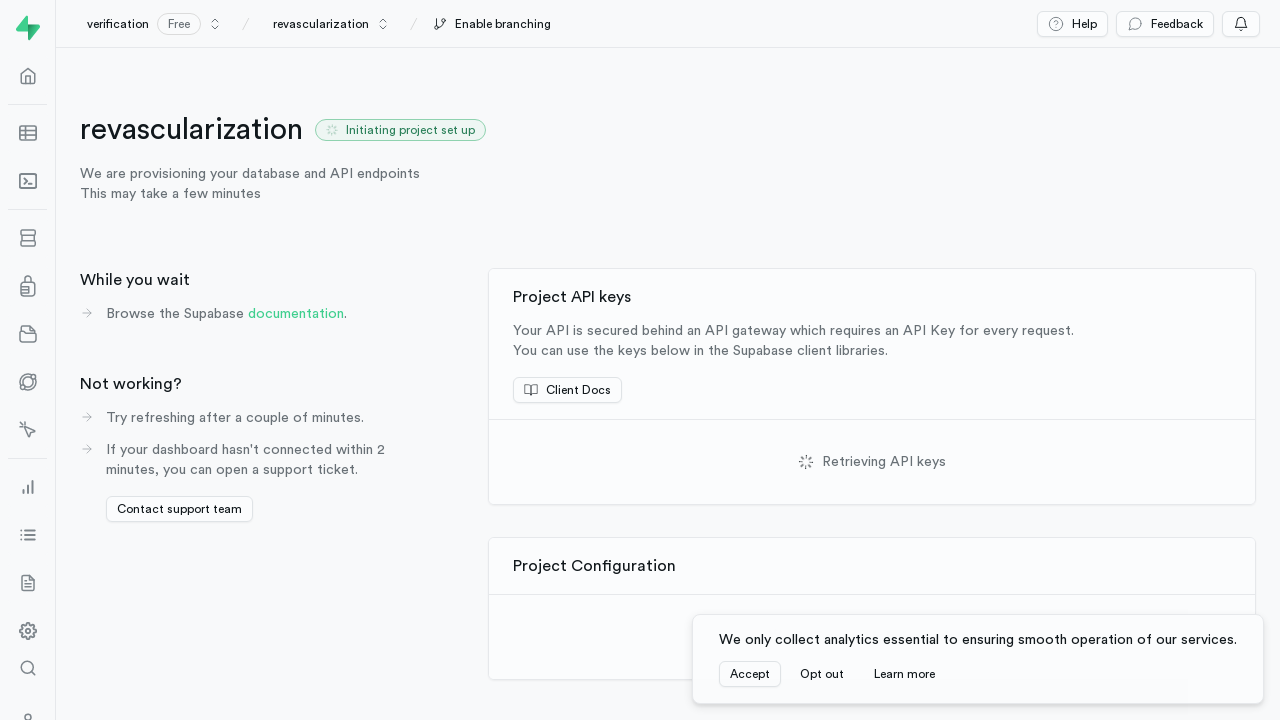 verification Free / revascularization / Enable branching Help Feedback
revascularization Initiating project set up
We are provisioning your database and API endpoints
This may take a few minutes
While you wait
Browse the Supabase documentation.
Not working?
Try refreshing after a couple of minutes.
If your dashboard hasn't connected within 2
minutes, you can open a support ticket.
Contact support team
Project API keys
Your API is secured behind an API gateway which requires an API Key for every request.
You can use the keys below in the Supabase client libraries.
Client Docs
Retrieving API keys
Project Configuration
We only collect analytics essential to ensuring smooth operation of our services.
Accept Opt out Learn more